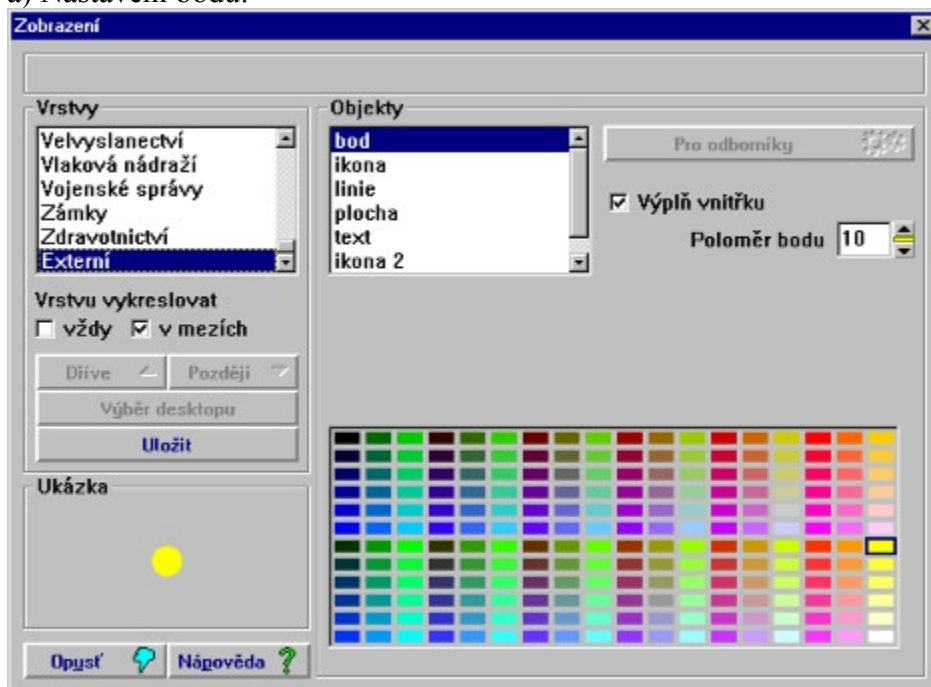 a) Nastavení bodu:
Zobrazení
Vrstvy
Velvyslanectví
Vlaková nádraží
Vojenské správy
Zámky
Zdravotnictví
Externí
Vrstvu vykreslovat
vždy v mezích
Dříve Později
Výběr desktopu
Uložit
Ukázka
Opusť Nápověda
Objekty
bod
ikona
linie
plocha
text
ikona 2
Pro odborníky
Výplň vnitřku
Poloměr bodu 10